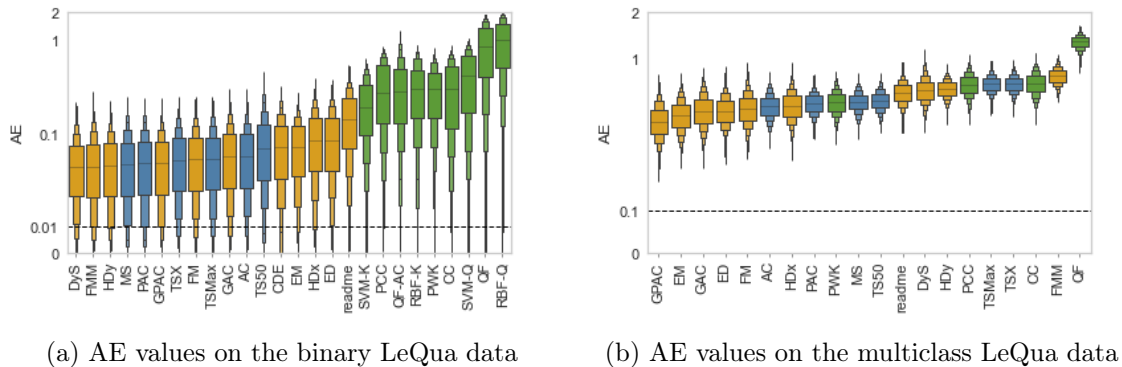 2
1
0.1
0.01
0
AE
DyS
FMM
HDy
MS
PAC
GPAC
TSX
FM
TSMax
GAC
AC
TS50
CDE
EM
HDx
ED
readme
SVM-K
PCC
QF-AC
RBF-K
PWK
CC
SVM-Q
QF
RBF-Q
(a) AE values on the binary LeQua data
2
1
0.1
0
AE
GPAC
EM
GAC
ED
FM
AC
HDx
PAC
PWK
MS
TS50
readme
DyS
HDy
PCC
TSMax
TSX
CC
FMM
QF
(b) AE values on the multiclass LeQua data